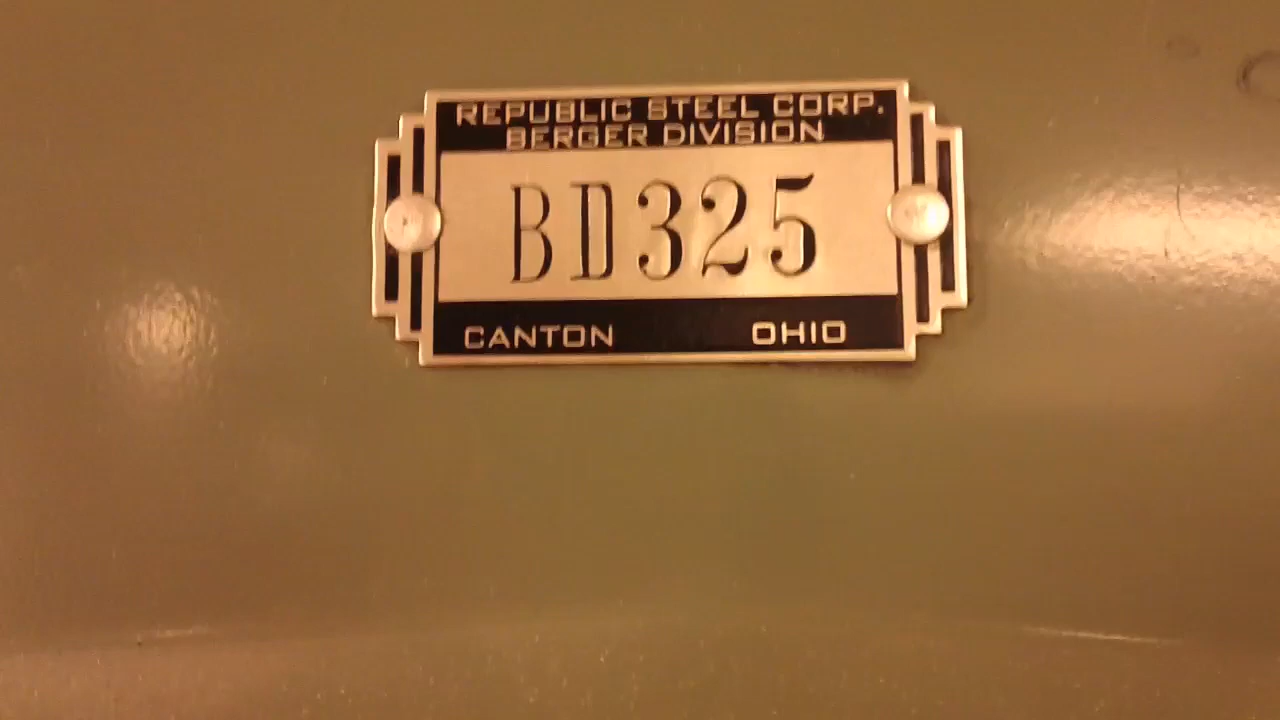 REPUBLIC STEEL CORP.
BERGER DIVISION
BD325
CANTON OHIO